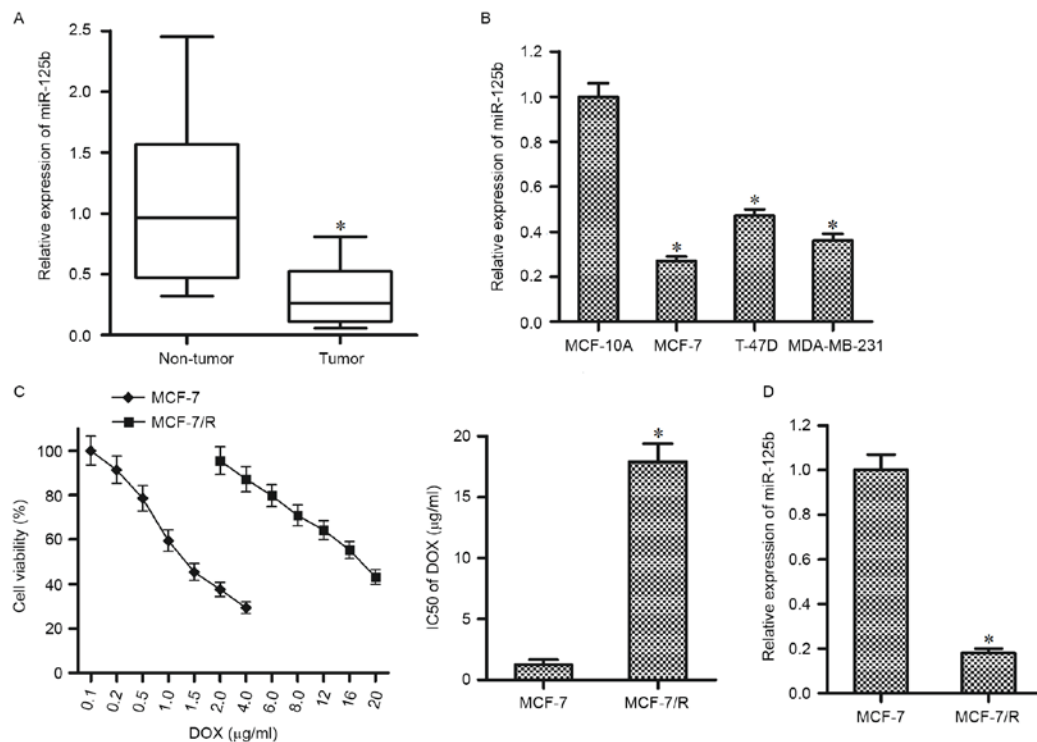 A
Relative expression of miR-125b
2.5
2.0
1.5
1.0
0.5
0.0
*
Non-tumor
Tumor
B
Relative expression of miR-125b
1.2
1.0
0.8
0.6
0.4
0.2
0.0
*
*
*
MCF-10A
MCF-7
T-47D
MDA-MB-231
C
MCF-7
MCF-7/R
Cell viability (%)
100
80
60
40
30
0
0.1
0.2
0.5
1.0
1.5
2.0
4.0
6.0
8.0
12
16
20
DOX (μg/ml)
IC50 of DOX (μg/ml)
20
15
10
5
0
*
MCF-7
MCF-7/R
D
Relative expression of miR-125b
1.2
1.0
0.8
0.6
0.4
0.2
0.0
*
MCF-7
MCF-7/R